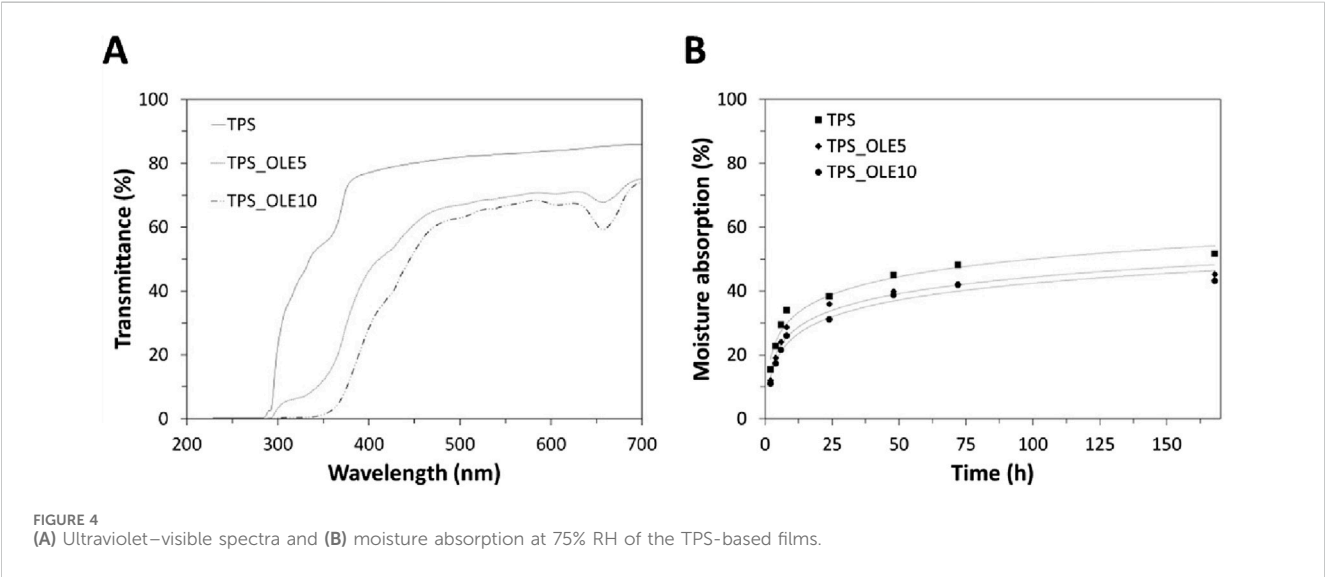 A
100
80
60
40
20
0
Transmittance (%)
TPS
TPS_OLE5
TPS_OLE10
200 300 400 500 600 700
Wavelength (nm)
B
100
80
60
40
20
0
Moisture absorption (%)
TPS
TPS_OLE5
TPS_OLE10
0 25 50 75 100 125 150
Time (h)
FIGURE 4
(A) Ultraviolet–visible spectra and (B) moisture absorption at 75% RH of the TPS-based films.